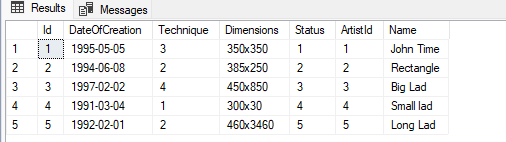 Results Messages
Id DateOfCreation Technique Dimensions Status ArtistId Name
1 1 1995-05-05 3 350x350 1 1 John Time
2 2 1994-06-08 2 385x250 2 2 Rectangle
3 3 1997-02-02 4 450x850 3 3 Big Lad
4 4 1991-03-04 1 300x30 4 4 Small lad
5 5 1992-02-01 2 460x3460 5 5 Long Lad